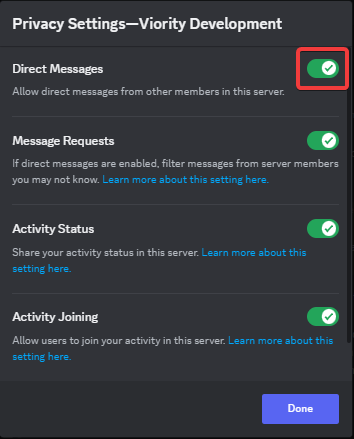 Privacy Settings—Viority Development
Direct Messages
Allow direct messages from other members in this server.
Message Requests
If direct messages are enabled, filter messages from server members
you may not know. Learn more about this setting here.
Activity Status
Share your activity status in this server. Learn more about this
setting here.
Activity Joining
Allow users to join your activity in this server. Learn more about this
setting here.
Done